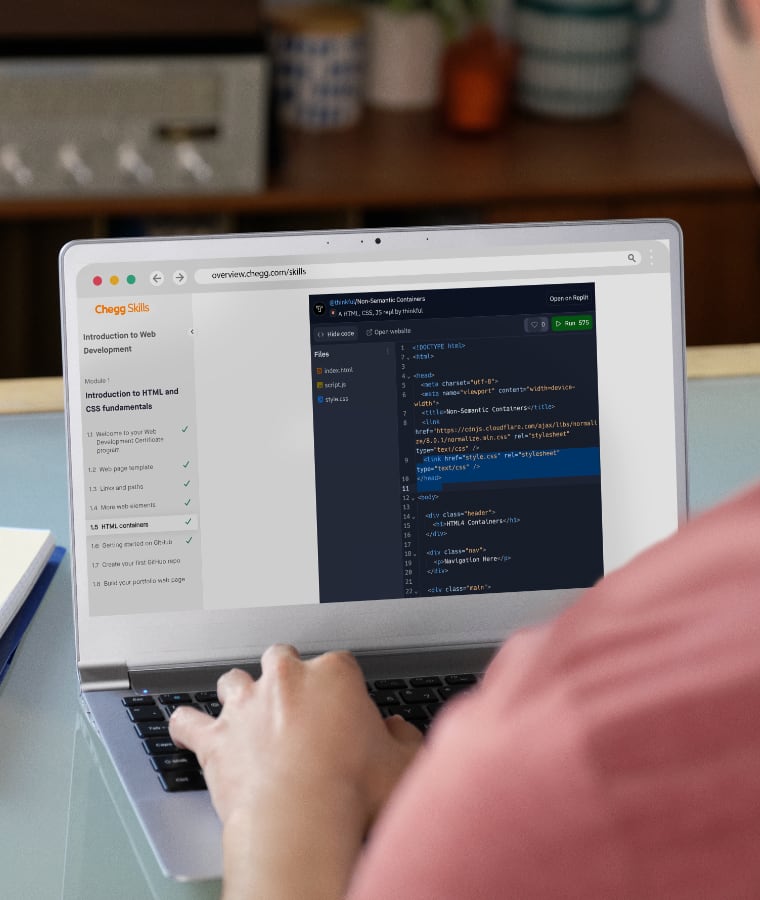 overview.chegg.com/skills
Chegg Skills
Introduction to Web
Development
Module 1
Introduction to HTML and
CSS fundamentals
1.1 Welcome to your Web
Development Certificate
program
1.2 Web page template
1.3 Links and paths
1.4 More web elements
1.5 HTML containers
1.6 Getting started on GitHub
1.7 Create your first GitHub repo
1.8 Build your portfolio web page
@thinkful/Non-Semantic Containers
A HTML, CSS, JS repl by thinkful
Open on Replit
Hide code
Open website
0
Run 575
Files
index.html
script.js
style.css
1 <!DOCTYPE html>
2 <html>
3
4 <head>
5 <meta charset="utf-8">
6 <meta name="viewport" content="width=device-
width">
7 <title>Non-Semantic Containers</title>
8 <link
href="https://cdnjs.cloudflare.com/ajax/libs/normali
ze/8.0.1/normalize.min.css" rel="stylesheet"
type="text/css" />
9 <link href="style.css" rel="stylesheet"
type="text/css" />
10 </head>
11
12 <body>
13
14 <div class="header">
15 <h1>HTML4 Containers</h1>
16 </div>
17
18 <div class="nav">
19 <p>Navigation Here</p>
20 </div>
21
22 <div class="main">